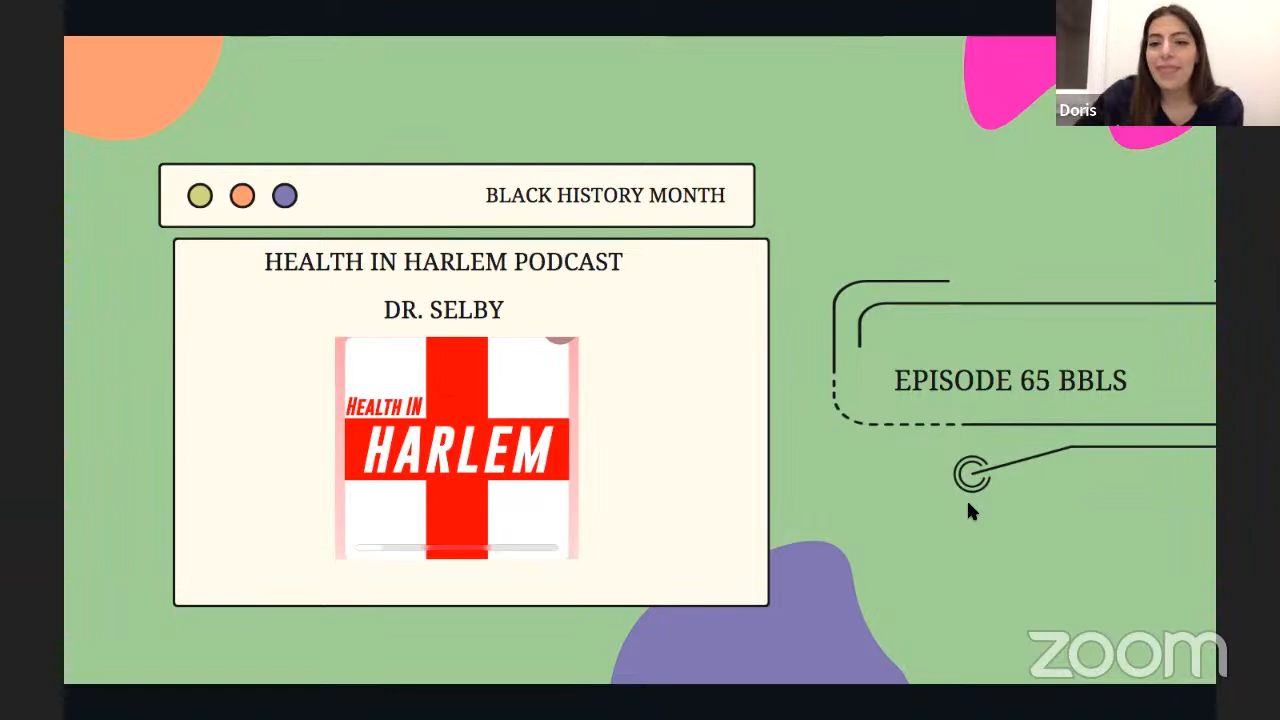 Doris
BLACK HISTORY MONTH
HEALTH IN HARLEM PODCAST
DR. SELBY
HEALTH IN
HARLEM
EPISODE 65 BBLS
zoom